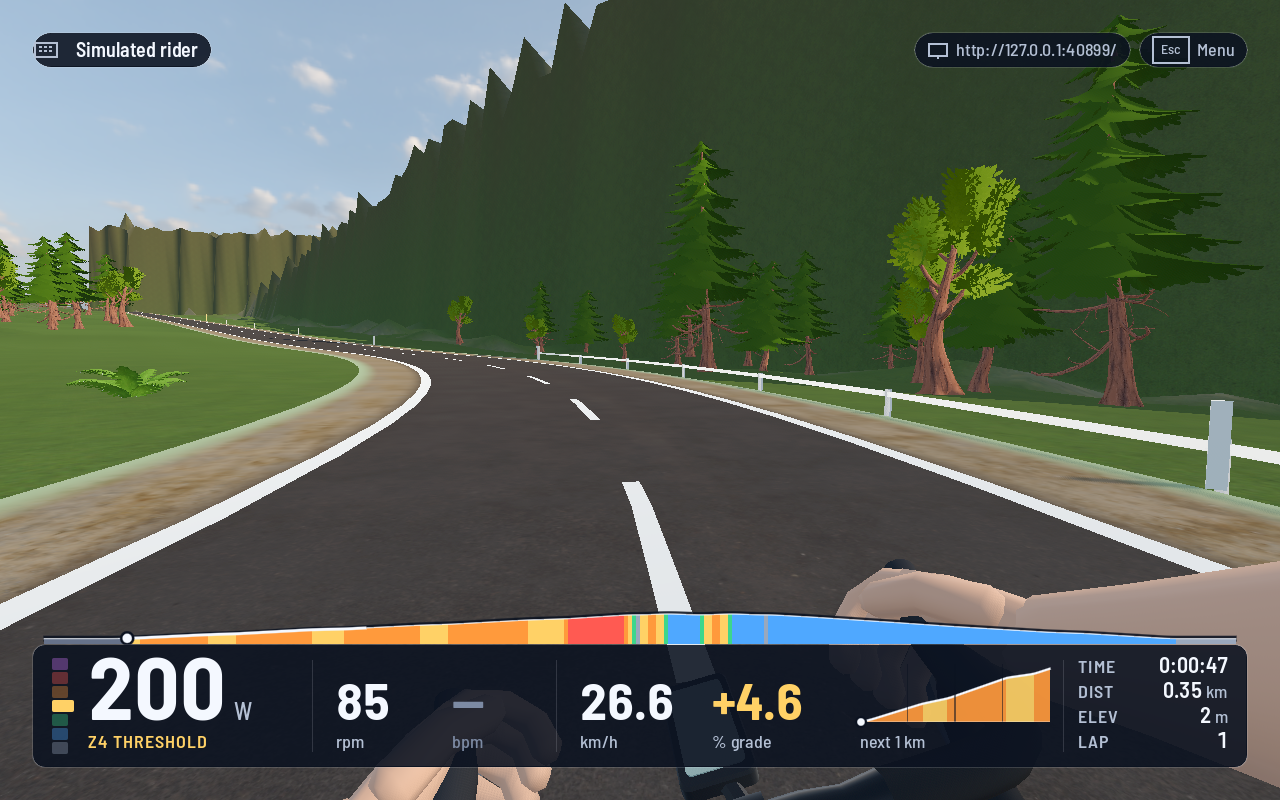 Simulated rider
http://127.0.0.1:40899/
Esc Menu
200 W
Z4 THRESHOLD
85
rpm
—
bpm
26.6
km/h
+4.6
% grade
next 1 km
TIME 0:00:47
DIST 0.35 km
ELEV 2 m
LAP 1